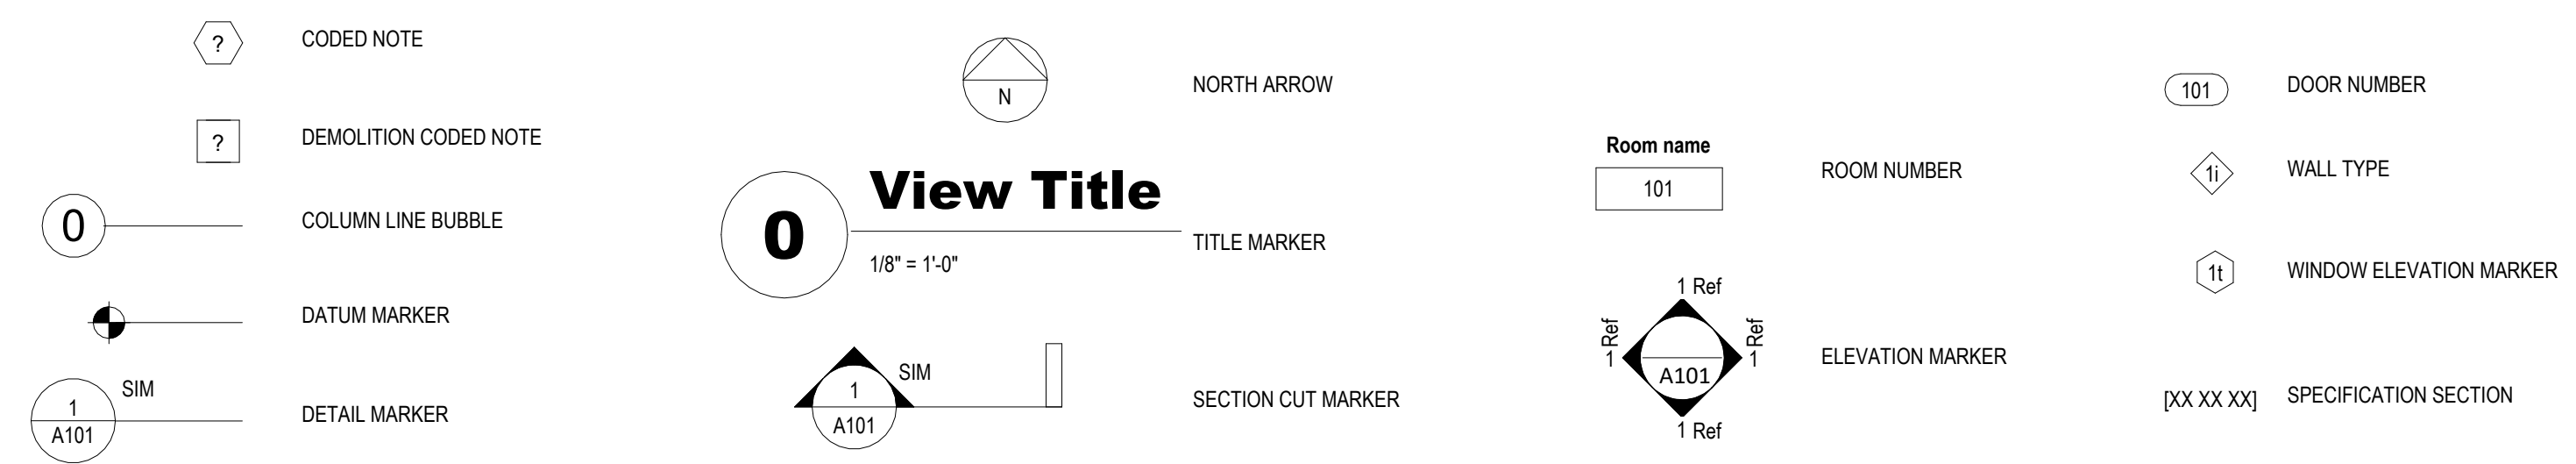 ?
CODED NOTE
?
DEMOLITION CODED NOTE
0
COLUMN LINE BUBBLE
DATUM MARKER
1
SIM
A101
DETAIL MARKER
N
NORTH ARROW
0
View Title
1/8" = 1'-0"
TITLE MARKER
1
SIM
A101
SECTION CUT MARKER
Room name
101
ROOM NUMBER
1 Ref
1 Ref
1 Ref
A101
1 Ref
ELEVATION MARKER
101
DOOR NUMBER
1i
WALL TYPE
1t
WINDOW ELEVATION MARKER
[XX XX XX]
SPECIFICATION SECTION